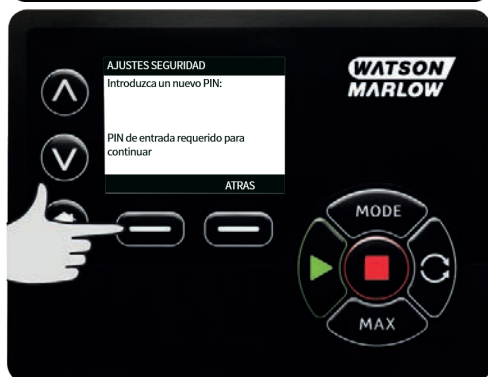 AJUSTES SEGURIDAD
Introduzca un nuevo PIN:
PIN de entrada requerido para
continuar
ATRAS
WATSON
MARLOW
MODE
MAX